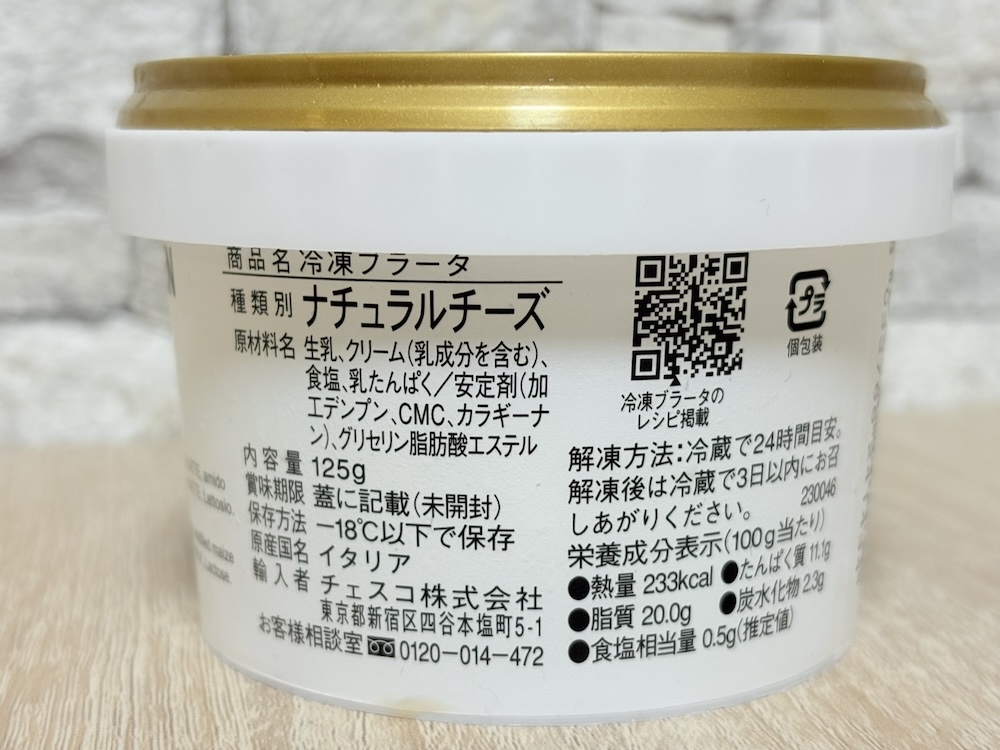 商品名 冷凍ブラータ
種類別 ナチュラルチーズ
原材料名 生乳、クリーム(乳成分を含む)、
食塩、乳たんぱく/安定剤(加
エデンプン、CMC、カラギーナ
ン)、グリセリン脂肪酸エステル
内容量 125g
賞味期限 蓋に記載(未開封)
保存方法 −18℃以下で保存
原産国名 イタリア
輸入者 チェスコ株式会社
東京都新宿区四谷本塩町5-1
お客様相談室 0120-014-472
プラ
個包装
冷凍ブラータの
レシピ掲載
解凍方法:冷蔵で24時間目安。
解凍後は冷蔵で3日以内にお召
しあがりください。
230046
栄養成分表示(100g当たり)
●熱量 233kcal ●たんぱく質 11.1g
●脂質 20.0g ●炭水化物 2.3g
●食塩相当量 0.5g(推定値)
amido
Lattosio.
maize
Lactose.